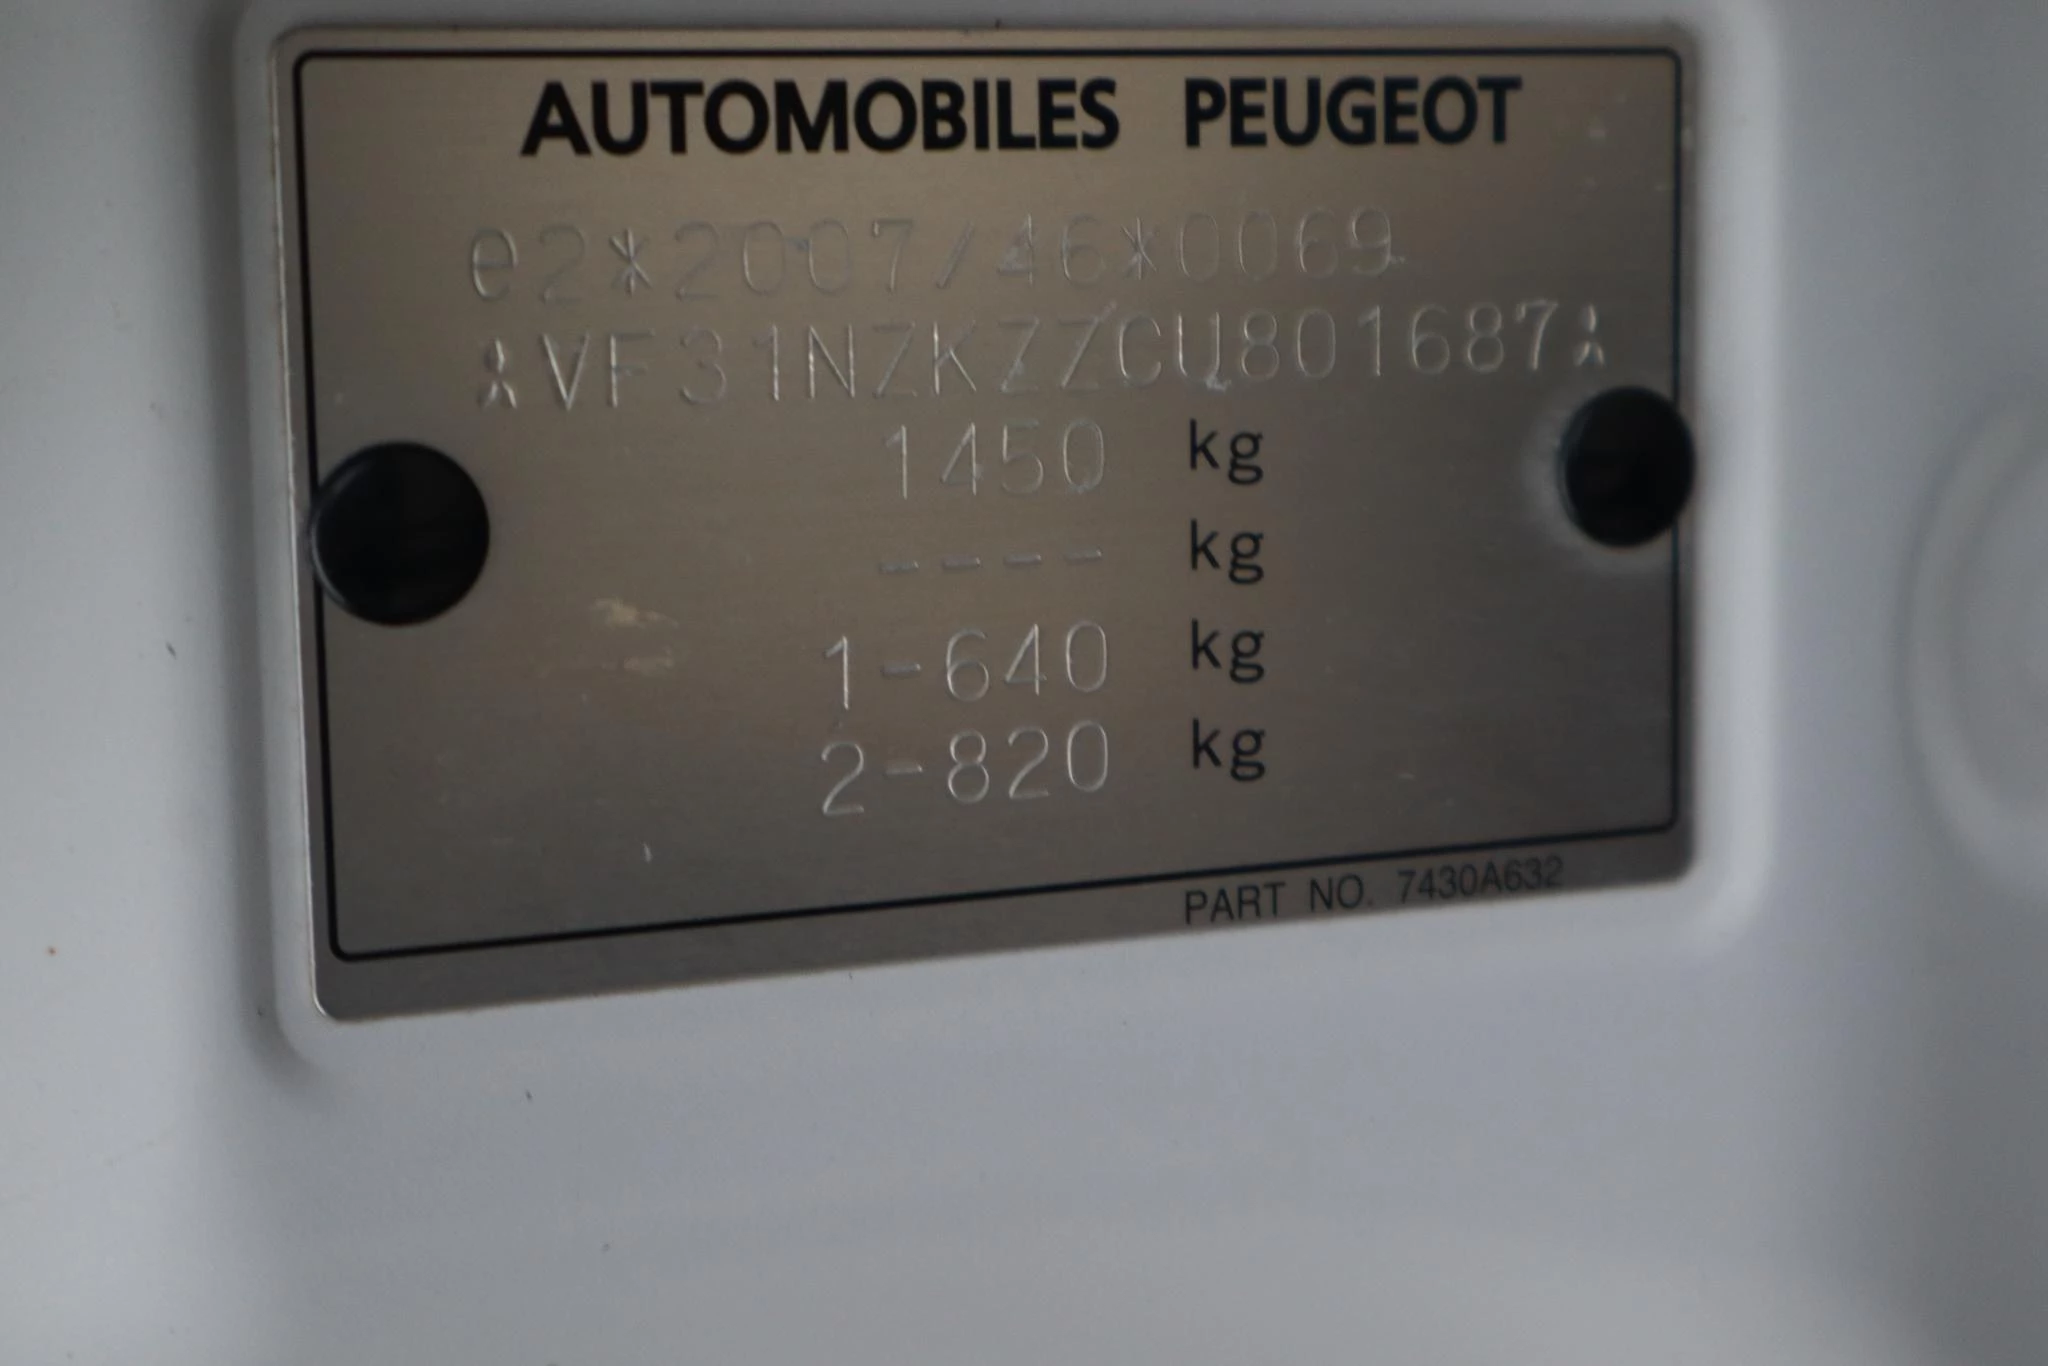 AUTOMOBILES PEUGEOT
e2*2007/46*0069
*VF31NZKZZCU801687*
1450 kg
---- kg
1-640 kg
2-820 kg
PART NO. 7430A632